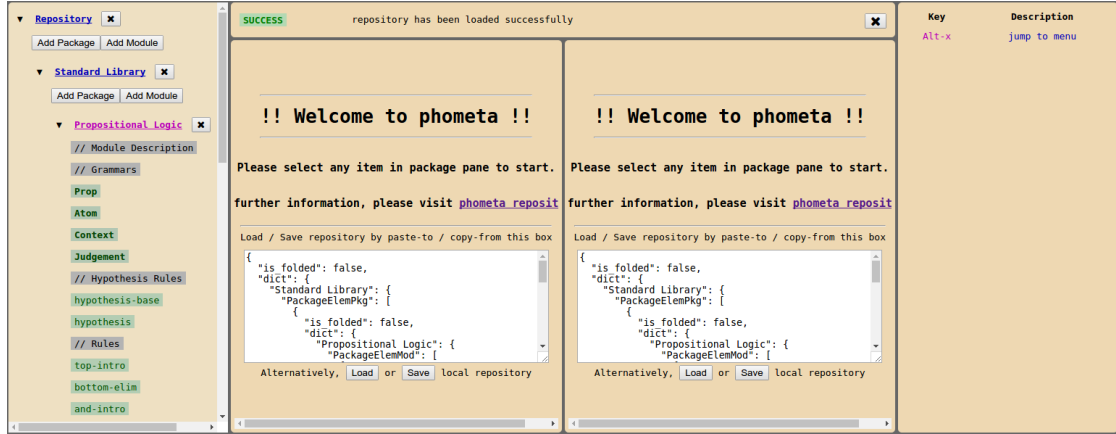 ▼ Repository ✖
Add Package Add Module
▼ Standard Library ✖
Add Package Add Module
▼ Propositional Logic ✖
// Module Description
// Grammars
Prop
Atom
Context
Judgement
// Hypothesis Rules
hypothesis-base
hypothesis
// Rules
top-intro
bottom-elim
and-intro
SUCCESS repository has been loaded successfully ✖
!! Welcome to phometa !!
Please select any item in package pane to start.
further information, please visit phometa reposit
Load / Save repository by paste-to / copy-from this box
{
"is_folded": false,
"dict": {
"Standard Library": {
"PackageElemPkg": [
{
"is_folded": false,
"dict": {
"Propositional Logic": {
"PackageElemMod": [
Alternatively, Load or Save local repository
!! Welcome to phometa !!
Please select any item in package pane to start.
further information, please visit phometa reposit
Load / Save repository by paste-to / copy-from this box
{
"is_folded": false,
"dict": {
"Standard Library": {
"PackageElemPkg": [
{
"is_folded": false,
"dict": {
"Propositional Logic": {
"PackageElemMod": [
Alternatively, Load or Save local repository
Key Description
Alt-x jump to menu